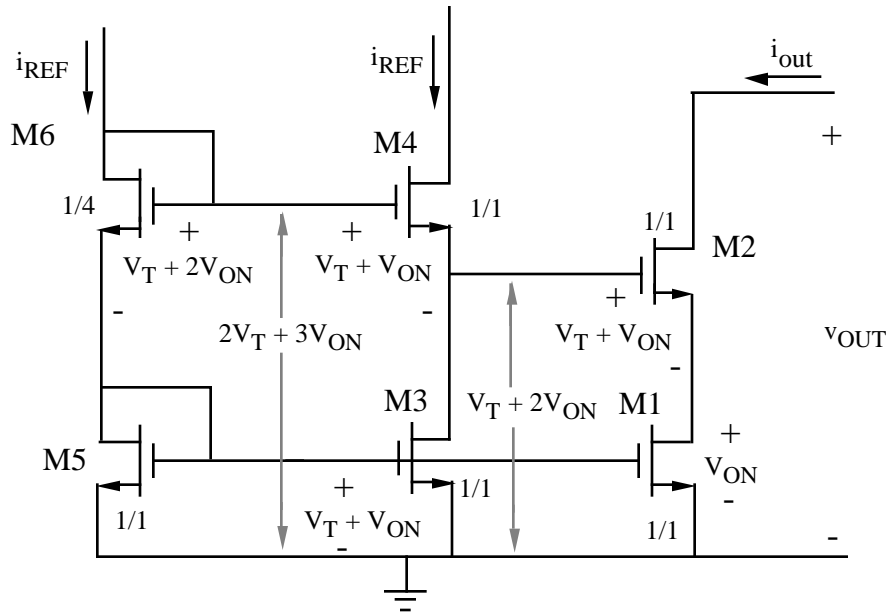 i_REF
i_REF
i_out
M6
M4
+
1/4
1/1
1/1
M2
+
+
V_T + 2V_ON
V_T + V_ON
+
-
-
2V_T + 3V_ON
V_T + V_ON
v_OUT
-
V_T + 2V_ON
M3
M1
M5
+
+
V_ON
1/1
1/1
V_T + V_ON
-
1/1
-
-